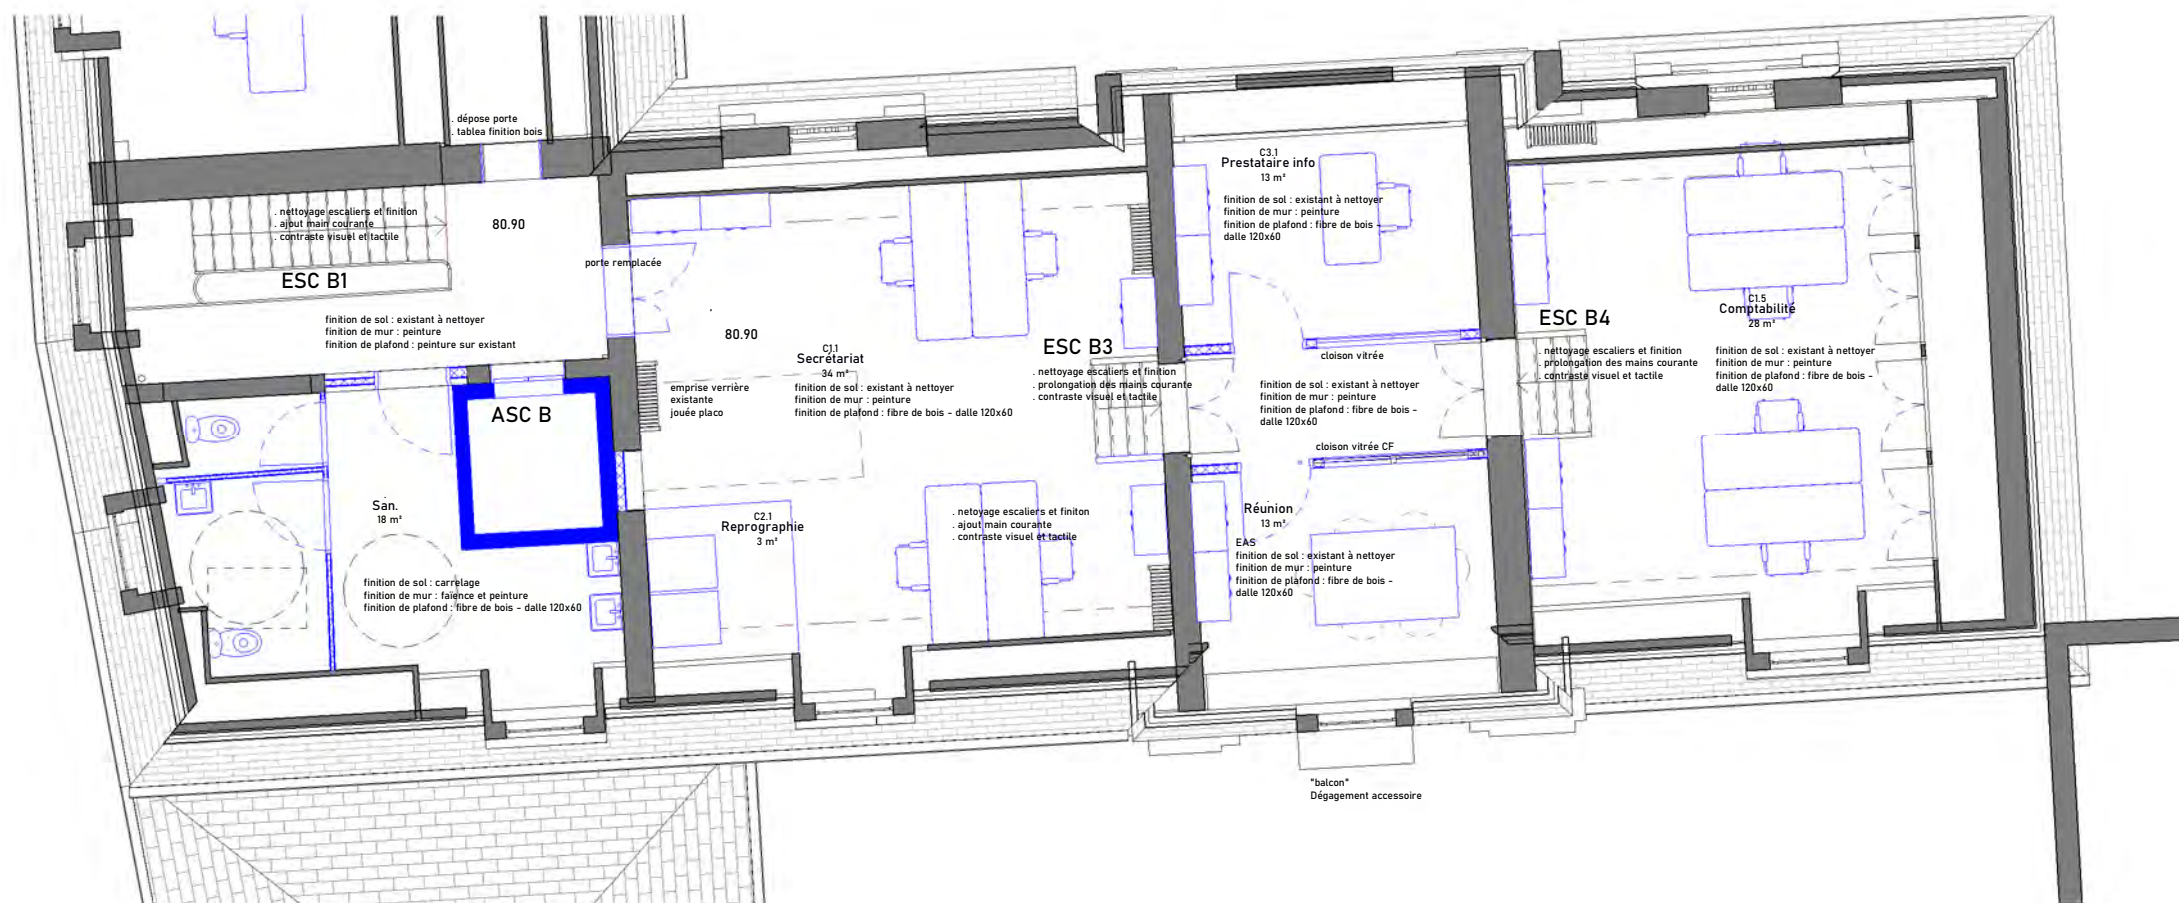 . dépose porte
. tablea finition bois
. nettoyage escaliers et finition
. ajout main courante
. contraste visuel et tactile
80.90
ESC B1
porte remplacée
finition de sol : existant à nettoyer
finition de mur : peinture
finition de plafond : peinture sur existant
ASC B
San.
18 m²
finition de sol : carrelage
finition de mur : faïence et peinture
finition de plafond : fibre de bois - dalle 120x60
80.90
C1.1
Secrétariat
34 m²
finition de sol : existant à nettoyer
finition de mur : peinture
finition de plafond : fibre de bois - dalle 120x60
emprise verrière
existante
jouée placo
C2.1
Reprographie
3 m²
ESC B3
. nettoyage escaliers et finition
. prolongation des mains courante
. contraste visuel et tactile
. netoyage escaliers et finiton
. ajout main courante
. contraste visuel et tactile
C3.1
Prestataire info
13 m²
finition de sol : existant à nettoyer
finition de mur : peinture
finition de plafond : fibre de bois -
dalle 120x60
cloison vitrée
finition de sol : existant à nettoyer
finition de mur : peinture
finition de plafond : fibre de bois -
dalle 120x60
cloison vitrée CF
Réunion
13 m²
EAS
finition de sol : existant à nettoyer
finition de mur : peinture
finition de plafond : fibre de bois -
dalle 120x60
ESC B4
. nettoyage escaliers et finition
. prolongation des mains courante
. contraste visuel et tactile
C1.5
Comptabilité
28 m²
finition de sol : existant à nettoyer
finition de mur : peinture
finition de plafond : fibre de bois -
dalle 120x60
"balcon"
Dégagement accessoire